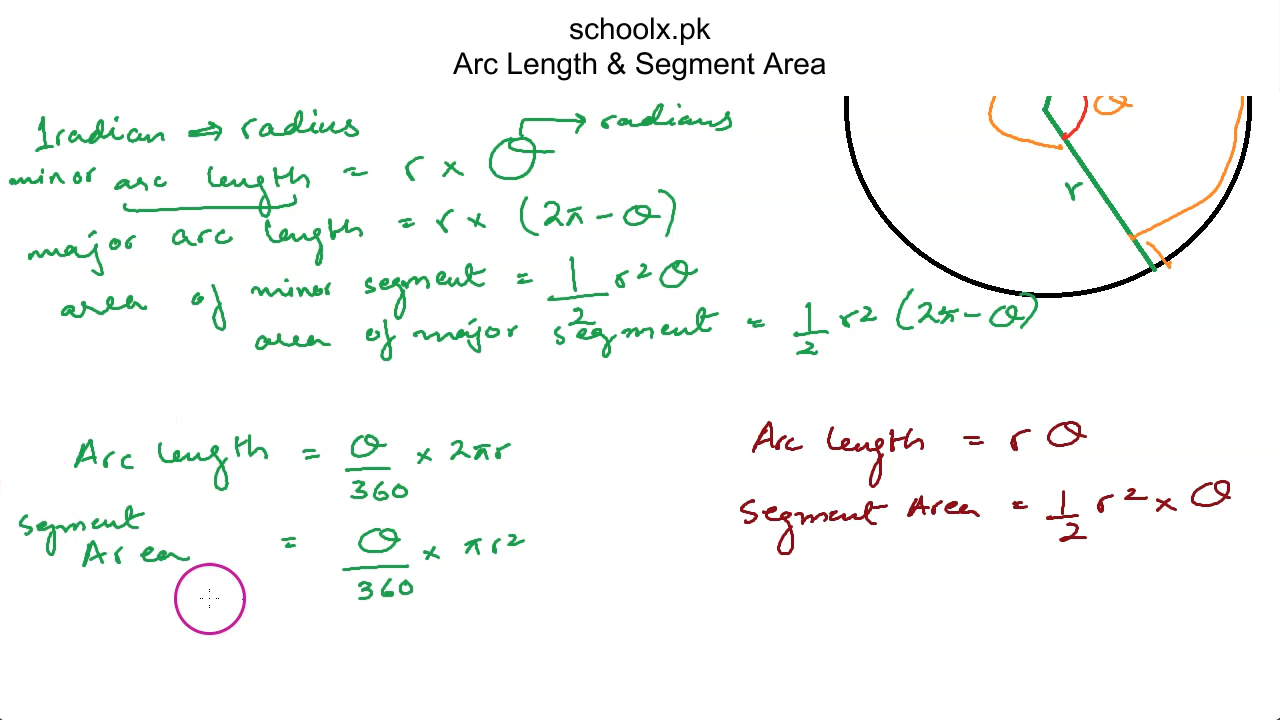 schoolx.pk
Arc Length & Segment Area
1radian ⇒ radius
→ radians
minor arc length = r × θ
major arc length = r × (2π - θ)
area of minor segment = 1/2 r² θ
area of major segment = 1/2 r² (2π - θ)
θ
r
Arc length = θ/360 × 2πr
Segment Area = θ/360 × πr²
Arc length = r θ
Segment Area = 1/2 r² × θ